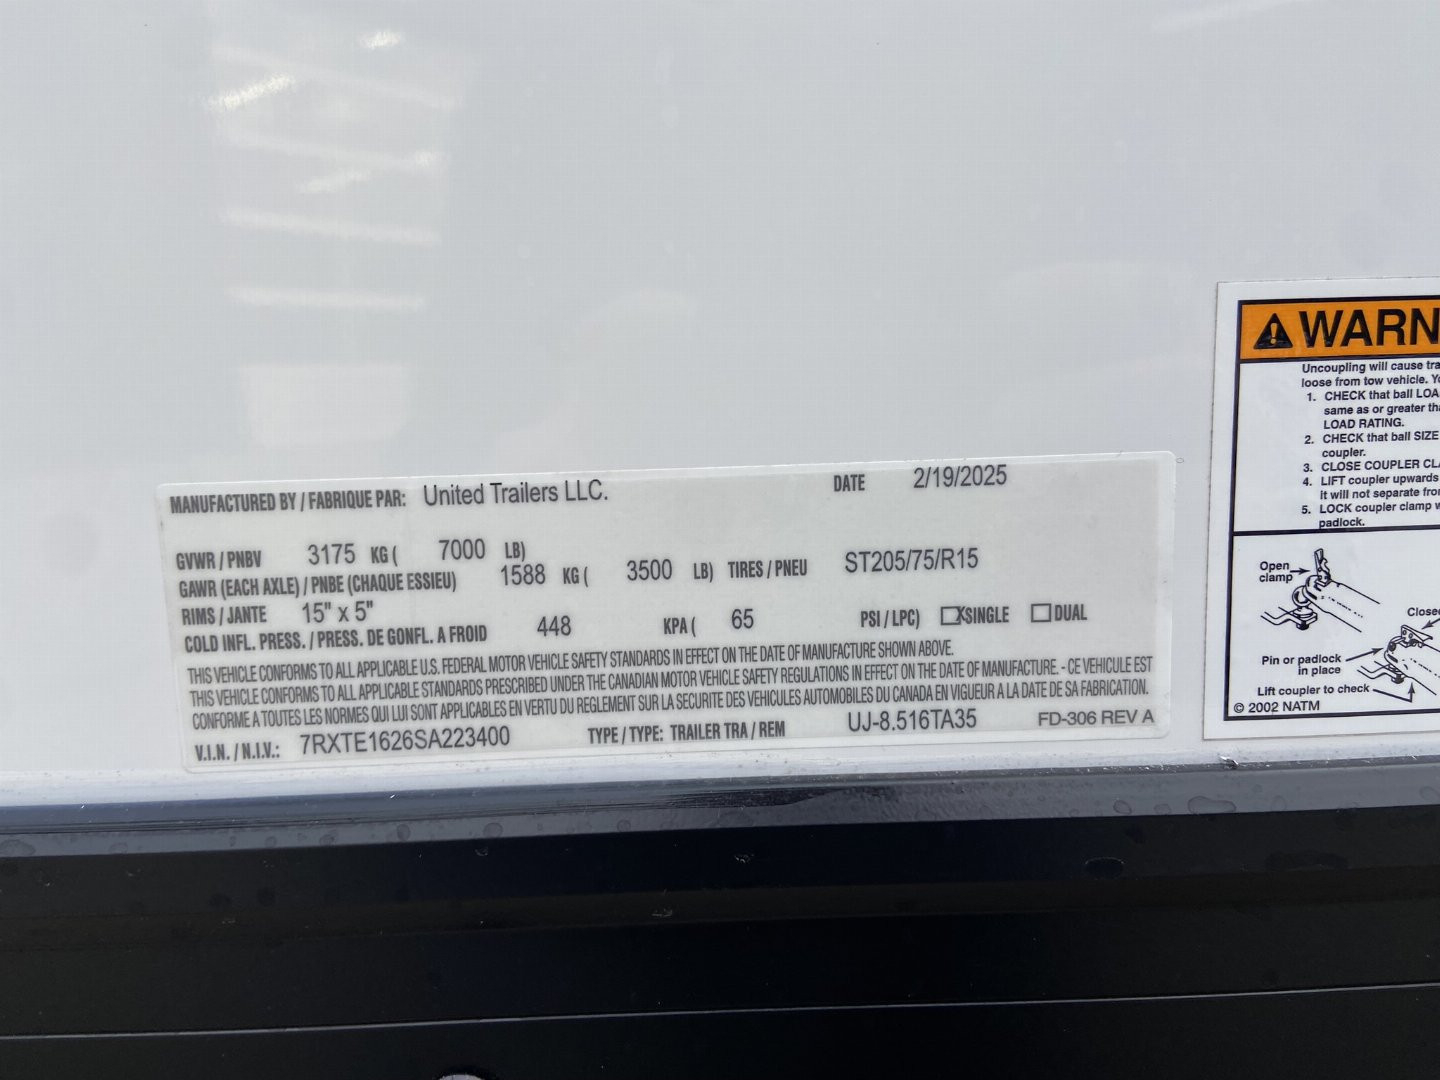 MANUFACTURED BY / FABRIQUE PAR: United Trailers LLC. DATE 2/19/2025
GVWR / PNBV 3175 KG ( 7000 LB)
GAWR (EACH AXLE) / PNBE (CHAQUE ESSIEU) 1588 KG ( 3500 LB) TIRES / PNEU ST205/75/R15
RIMS / JANTE 15" x 5"
COLD INFL. PRESS. / PRESS. DE GONFL. A FROID 448 KPA ( 65 PSI / LPC) X SINGLE DUAL
THIS VEHICLE CONFORMS TO ALL APPLICABLE U.S. FEDERAL MOTOR VEHICLE SAFETY STANDARDS IN EFFECT ON THE DATE OF MANUFACTURE SHOWN ABOVE.
THIS VEHICLE CONFORMS TO ALL APPLICABLE STANDARDS PRESCRIBED UNDER THE CANADIAN MOTOR VEHICLE SAFETY REGULATIONS IN EFFECT ON THE DATE OF MANUFACTURE. - CE VEHICULE EST
CONFORME A TOUTES LES NORMES QUI LUI SONT APPLICABLES EN VERTU DU REGLEMENT SUR LA SECURITE DES VEHICULES AUTOMOBILES DU CANADA EN VIGUEUR A LA DATE DE SA FABRICATION.
V.I.N. / N.I.V.: 7RXTE1626SA223400 TYPE / TYPE: TRAILER TRA / REM UJ-8.516TA35 FD-306 REV A
WARN
Uncoupling will cause tra
loose from tow vehicle. Yo
1. CHECK that ball LOA
same as or greater tha
LOAD RATING.
2. CHECK that ball SIZE
coupler.
3. CLOSE COUPLER CLA
4. LIFT coupler upwards
it will not separate from
5. LOCK coupler clamp w
padlock.
Open
clamp
Closed
Pin or padlock
in place
Lift coupler to check
© 2002 NATM